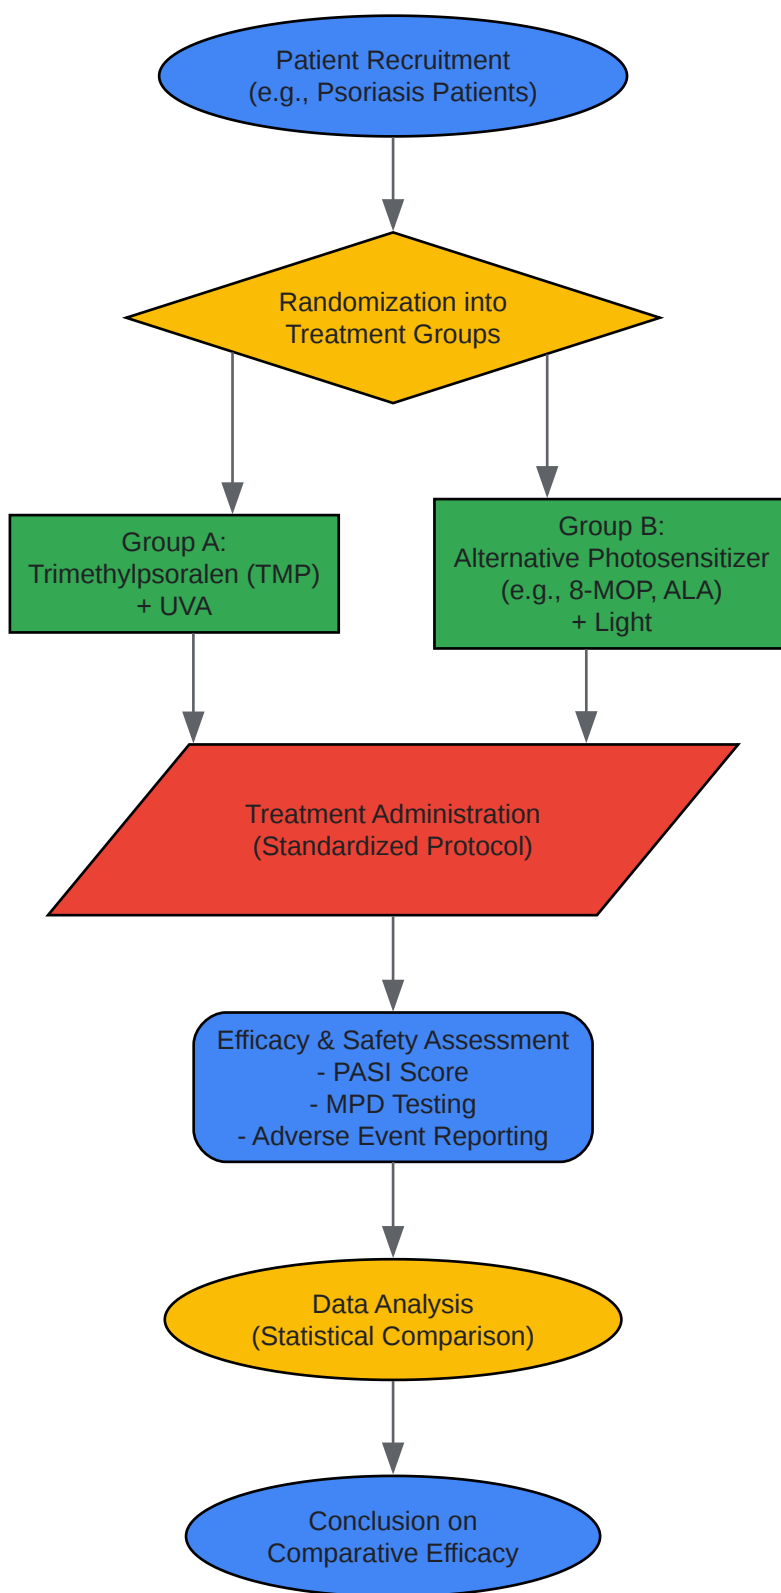 Patient Recruitment
(e.g., Psoriasis Patients)
Randomization into
Treatment Groups
Group A:
Trimethylpsoralen (TMP)
+ UVA
Group B:
Alternative Photosensitizer
(e.g., 8-MOP, ALA)
+ Light
Treatment Administration
(Standardized Protocol)
Efficacy & Safety Assessment
- PASI Score
- MPD Testing
- Adverse Event Reporting
Data Analysis
(Statistical Comparison)
Conclusion on
Comparative Efficacy